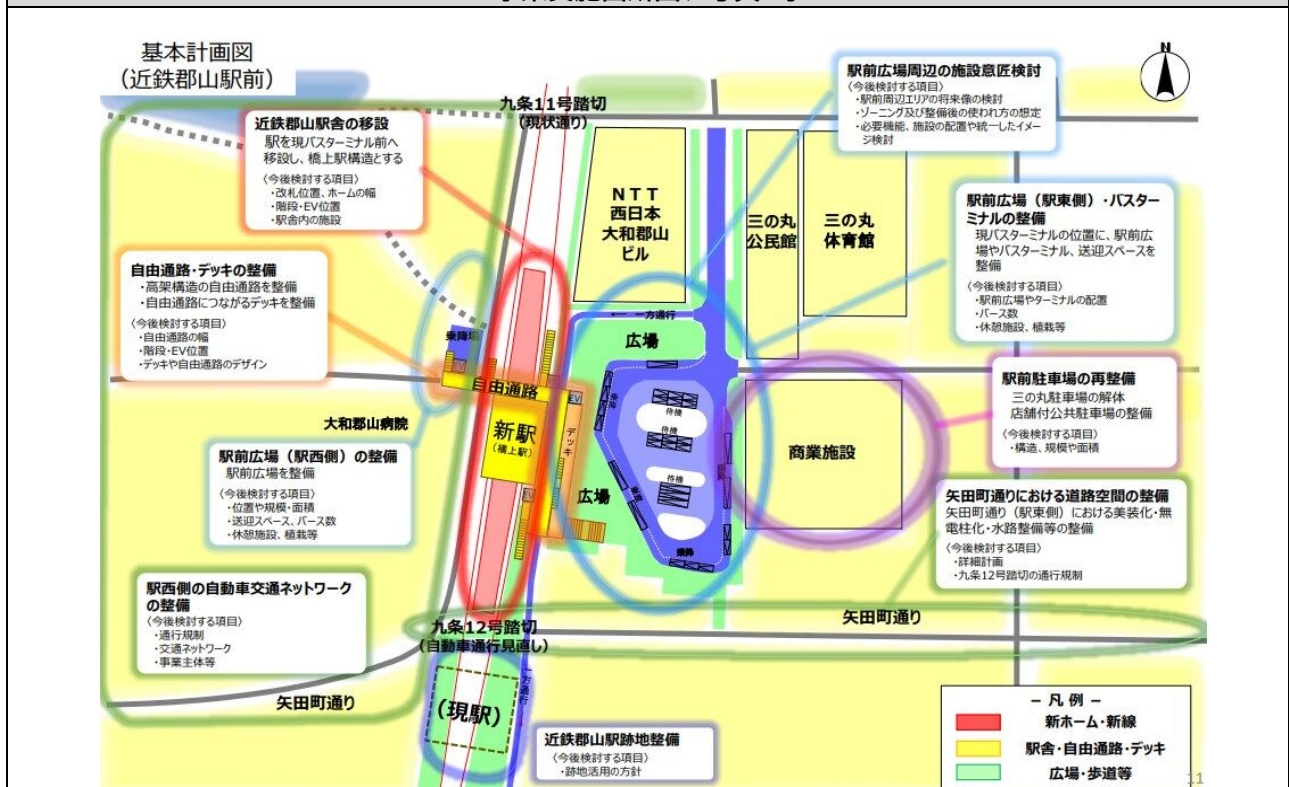 基本計画図
（近鉄郡山駅前）
N
九条11号踏切
（現状通り）
近鉄郡山駅舎の移設
駅を現バスターミナル前へ
移設し、橋上駅構造とする
〈今後検討する項目〉
・改札位置、ホームの幅
・階段・EV位置
・駅舎内の施設
駅前広場周辺の施設意匠検討
〈今後検討する項目〉
・駅前周辺エリアの将来像の検討
・ゾーニング及び整備後の使われ方の想定
・必要機能、施設の配置や統一したイメー
ジ検討
NTT
西日本
大和郡山
ビル
三の丸
公民館
三の丸
体育館
駅前広場（駅東側）・バスター
ミナルの整備
現バスターミナルの位置に、駅前広
場やバスターミナル、送迎スペースを
整備
〈今後検討する項目〉
・駅前広場やターミナルの配置
・バース数
・休憩施設、植栽等
自由通路・デッキの整備
・高架構造の自由通路を整備
・自由通路につながるデッキを整備
〈今後検討する項目〉
・自由通路の幅
・階段・EV位置
・デッキや自由通路のデザイン
乗降場
EV
自由通路
EV
← 一方通行
広場
乗降
待機
待機
待機
乗降
新駅
（橋上駅）
デッキ
EV
広場
乗降
商業施設
駅前駐車場の再整備
三の丸駐車場の解体
店舗付公共駐車場の整備
〈今後検討する項目〉
・構造、規模や面積
大和郡山病院
駅前広場（駅西側）の整備
駅前広場を整備
〈今後検討する項目〉
・位置や規模・面積
・送迎スペース、バース数
・休憩施設、植栽等
矢田町通りにおける道路空間の整備
矢田町通り（駅東側）における美装化・無
電柱化・水路整備等の整備
〈今後検討する項目〉
・詳細計画
・九条12号踏切の通行規制
駅西側の自動車交通ネットワーク
の整備
〈今後検討する項目〉
・通行規制
・交通ネットワーク
・事業主体等
九条12号踏切
（自動車通行見直し）
矢田町通り
矢田町通り
一方通行
（現駅）
近鉄郡山駅跡地整備
〈今後検討する項目〉
・跡地活用の方針
－ 凡 例 －
新ホーム・新線
駅舎・自由通路・デッキ
広場・歩道等
11